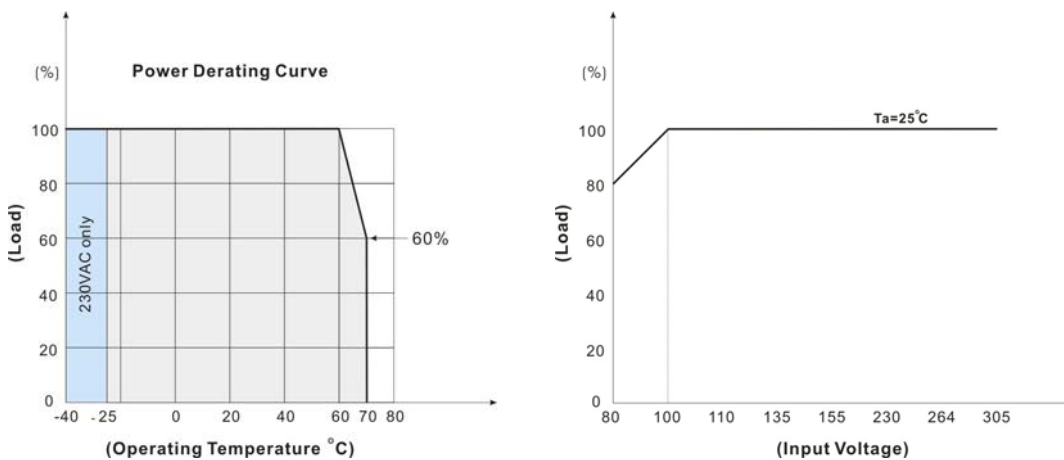 (%)
Power Derating Curve
100
80
60
40
20
0
(Load)
230VAC only
60%
-40 -25 0 20 40 60 70 80
(Operating Temperature °C)
(%)
Ta=25°C
100
80
60
40
20
0
(Load)
80 100 110 135 155 230 264 305
(Input Voltage)